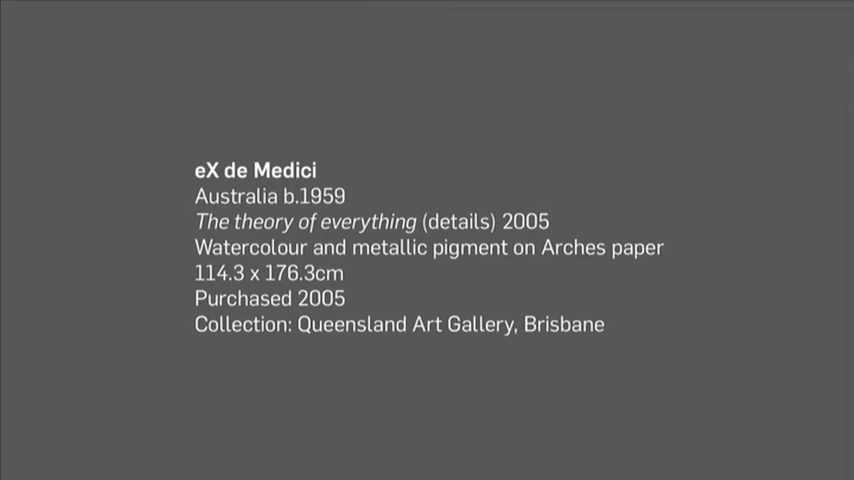 eX de Medici
Australia b.1959
The theory of everything (details) 2005
Watercolour and metallic pigment on Arches paper
114.3 x 176.3cm
Purchased 2005
Collection: Queensland Art Gallery, Brisbane